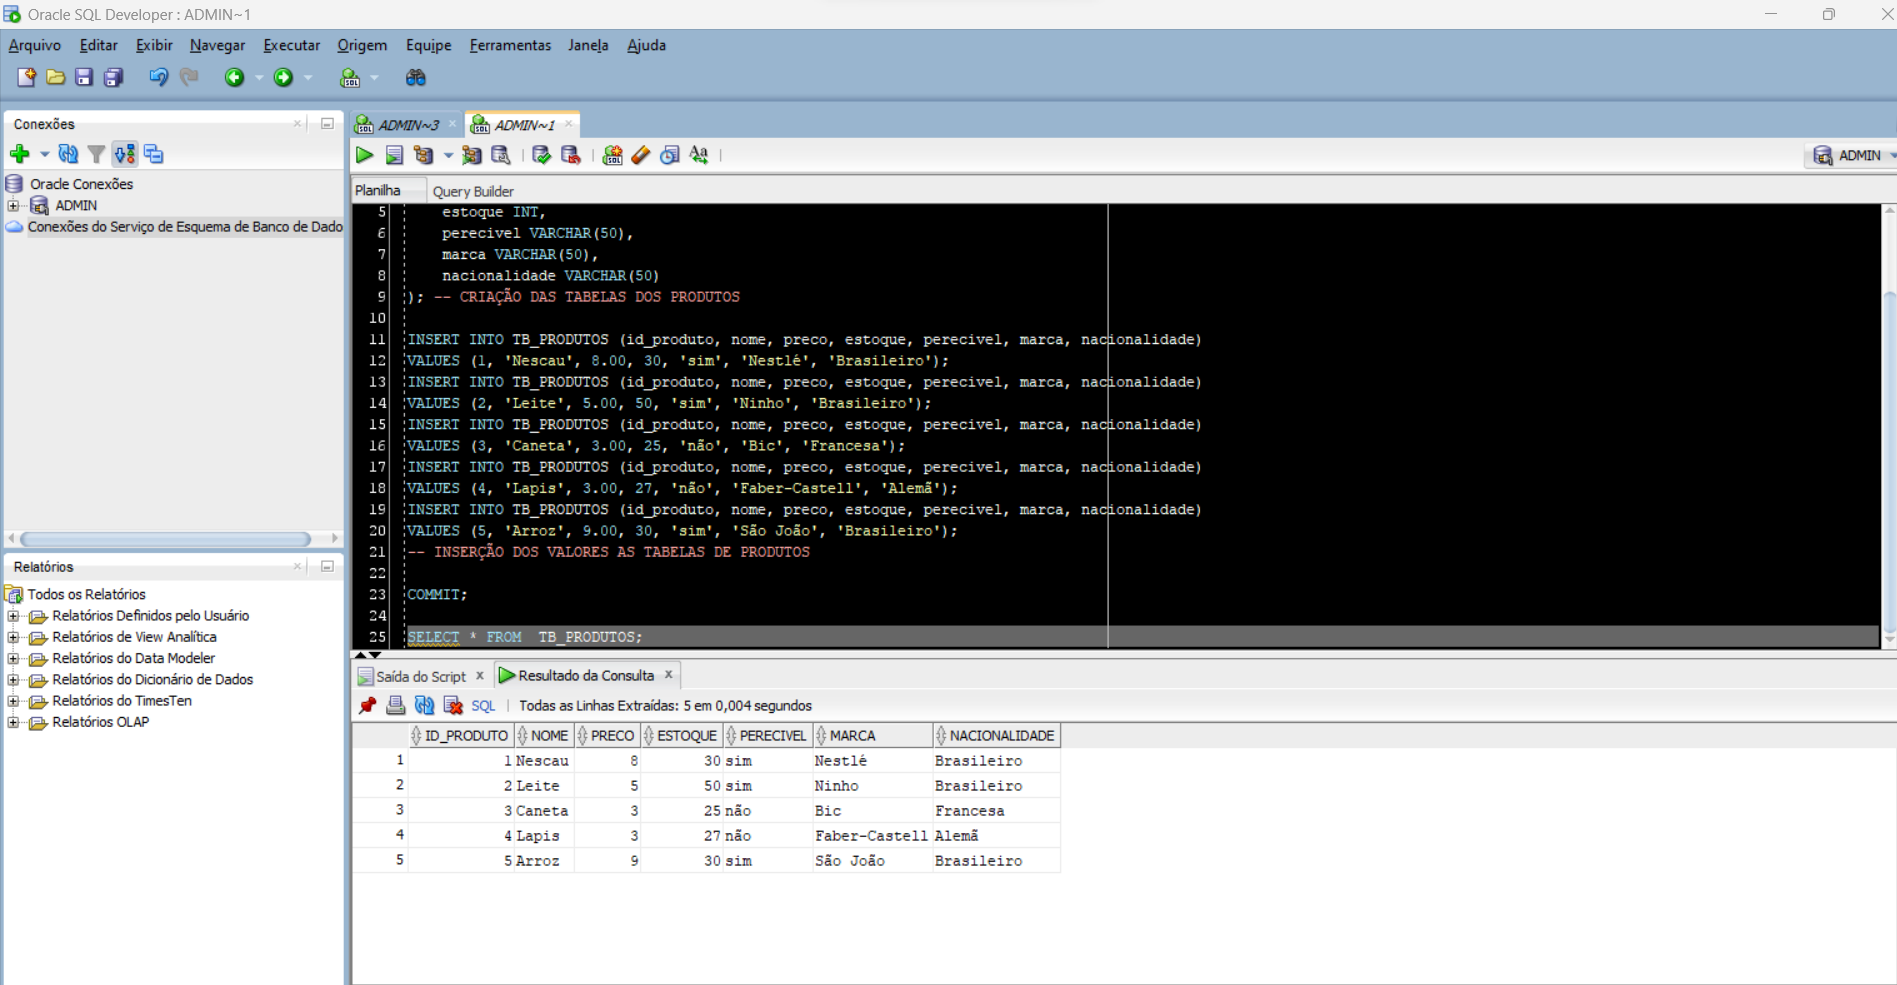 Oracle SQL Developer : ADMIN~1
Arquivo Editar Exibir Navegar Executar Origem Equipe Ferramentas Janela Ajuda
Conexões
ADMIN~3
ADMIN~1
ADMIN
Oracle Conexões
ADMIN
Conexões do Serviço de Esquema de Banco de Dado
Planilha Query Builder
5 estoque INT,
6 perecivel VARCHAR(50),
7 marca VARCHAR(50),
8 nacionalidade VARCHAR(50)
9 ); -- CRIAÇÃO DAS TABELAS DOS PRODUTOS
10
11 INSERT INTO TB_PRODUTOS (id_produto, nome, preco, estoque, perecivel, marca, nacionalidade)
12 VALUES (1, 'Nescau', 8.00, 30, 'sim', 'Nestlé', 'Brasileiro');
13 INSERT INTO TB_PRODUTOS (id_produto, nome, preco, estoque, perecivel, marca, nacionalidade)
14 VALUES (2, 'Leite', 5.00, 50, 'sim', 'Ninho', 'Brasileiro');
15 INSERT INTO TB_PRODUTOS (id_produto, nome, preco, estoque, perecivel, marca, nacionalidade)
16 VALUES (3, 'Caneta', 3.00, 25, 'não', 'Bic', 'Francesa');
17 INSERT INTO TB_PRODUTOS (id_produto, nome, preco, estoque, perecivel, marca, nacionalidade)
18 VALUES (4, 'Lapis', 3.00, 27, 'não', 'Faber-Castell', 'Alemã');
19 INSERT INTO TB_PRODUTOS (id_produto, nome, preco, estoque, perecivel, marca, nacionalidade)
20 VALUES (5, 'Arroz', 9.00, 30, 'sim', 'São João', 'Brasileiro');
21 -- INSERÇÃO DOS VALORES AS TABELAS DE PRODUTOS
22
23 COMMIT;
24
25 SELECT * FROM  TB_PRODUTOS;
Relatórios
Todos os Relatórios
Relatórios Definidos pelo Usuário
Relatórios de View Analítica
Relatórios do Data Modeler
Relatórios do Dicionário de Dados
Relatórios do TimesTen
Relatórios OLAP
Saída do Script
Resultado da Consulta
SQL | Todas as Linhas Extraídas: 5 em 0,004 segundos
ID_PRODUTO NOME PRECO ESTOQUE PERECIVEL MARCA NACIONALIDADE
1 1 Nescau 8 30 sim Nestlé Brasileiro
2 2 Leite 5 50 sim Ninho Brasileiro
3 3 Caneta 3 25 não Bic Francesa
4 4 Lapis 3 27 não Faber-Castell Alemã
5 5 Arroz 9 30 sim São João Brasileiro